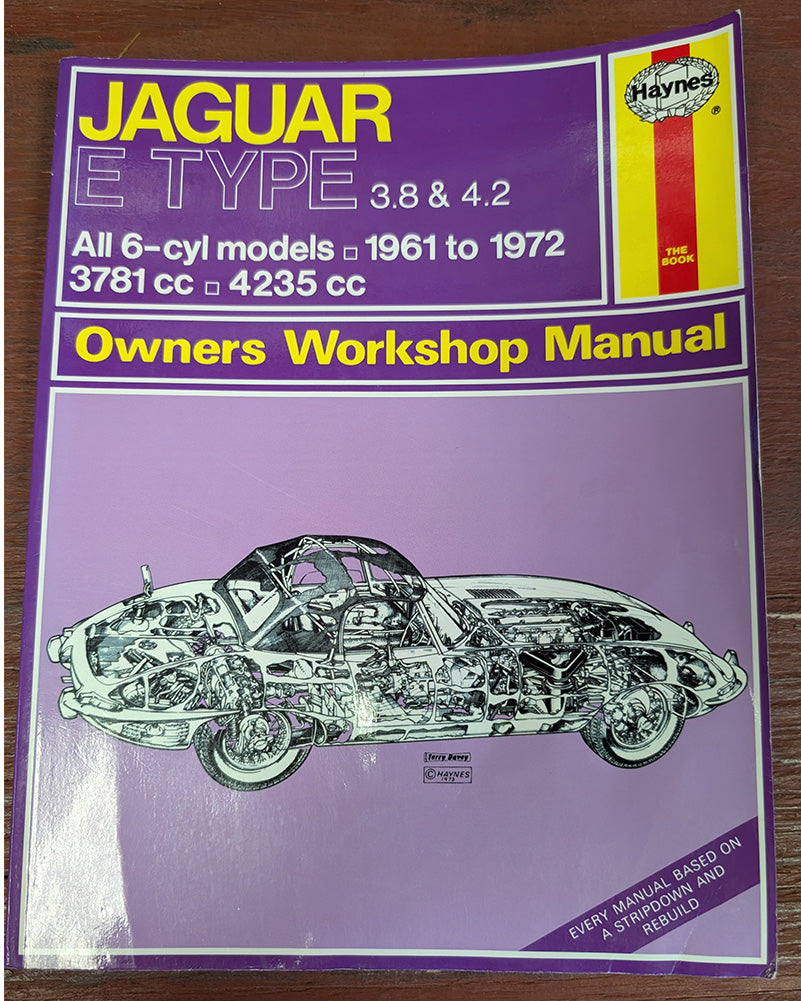 JAGUAR
E TYPE 3.8 & 4.2
All 6-cyl models □ 1961 to 1972
3781 cc □ 4235 cc
Haynes
®
THE
BOOK
Owners Workshop Manual
Terry Davey
© HAYNES
1973
EVERY MANUAL BASED ON
A STRIPDOWN AND
REBUILD